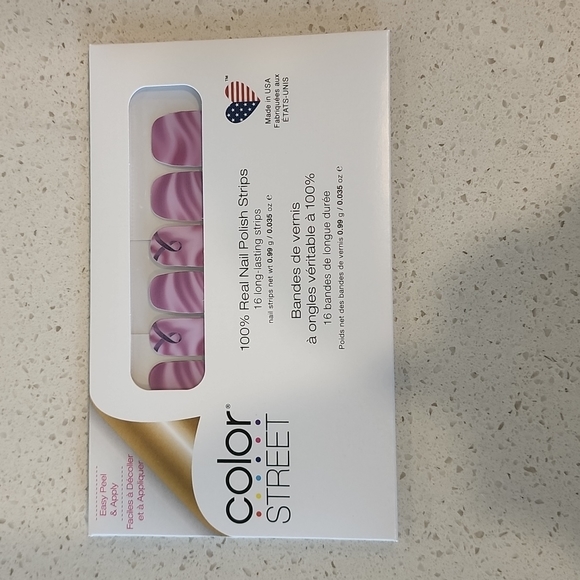 Easy Peel
& Apply
Faciles à Décoller
et à Appliquer
color®
STREET
100% Real Nail Polish Strips
16 long-lasting strips
nail strips net wt 0.99 g / 0.035 oz ℮
Bandes de vernis
à ongles véritable à 100%
16 bandes de longue durée
Poids net des bandes de vernis 0.99 g / 0.035 oz ℮
™
Made in USA
Fabriquées aux
ÉTATS-UNIS